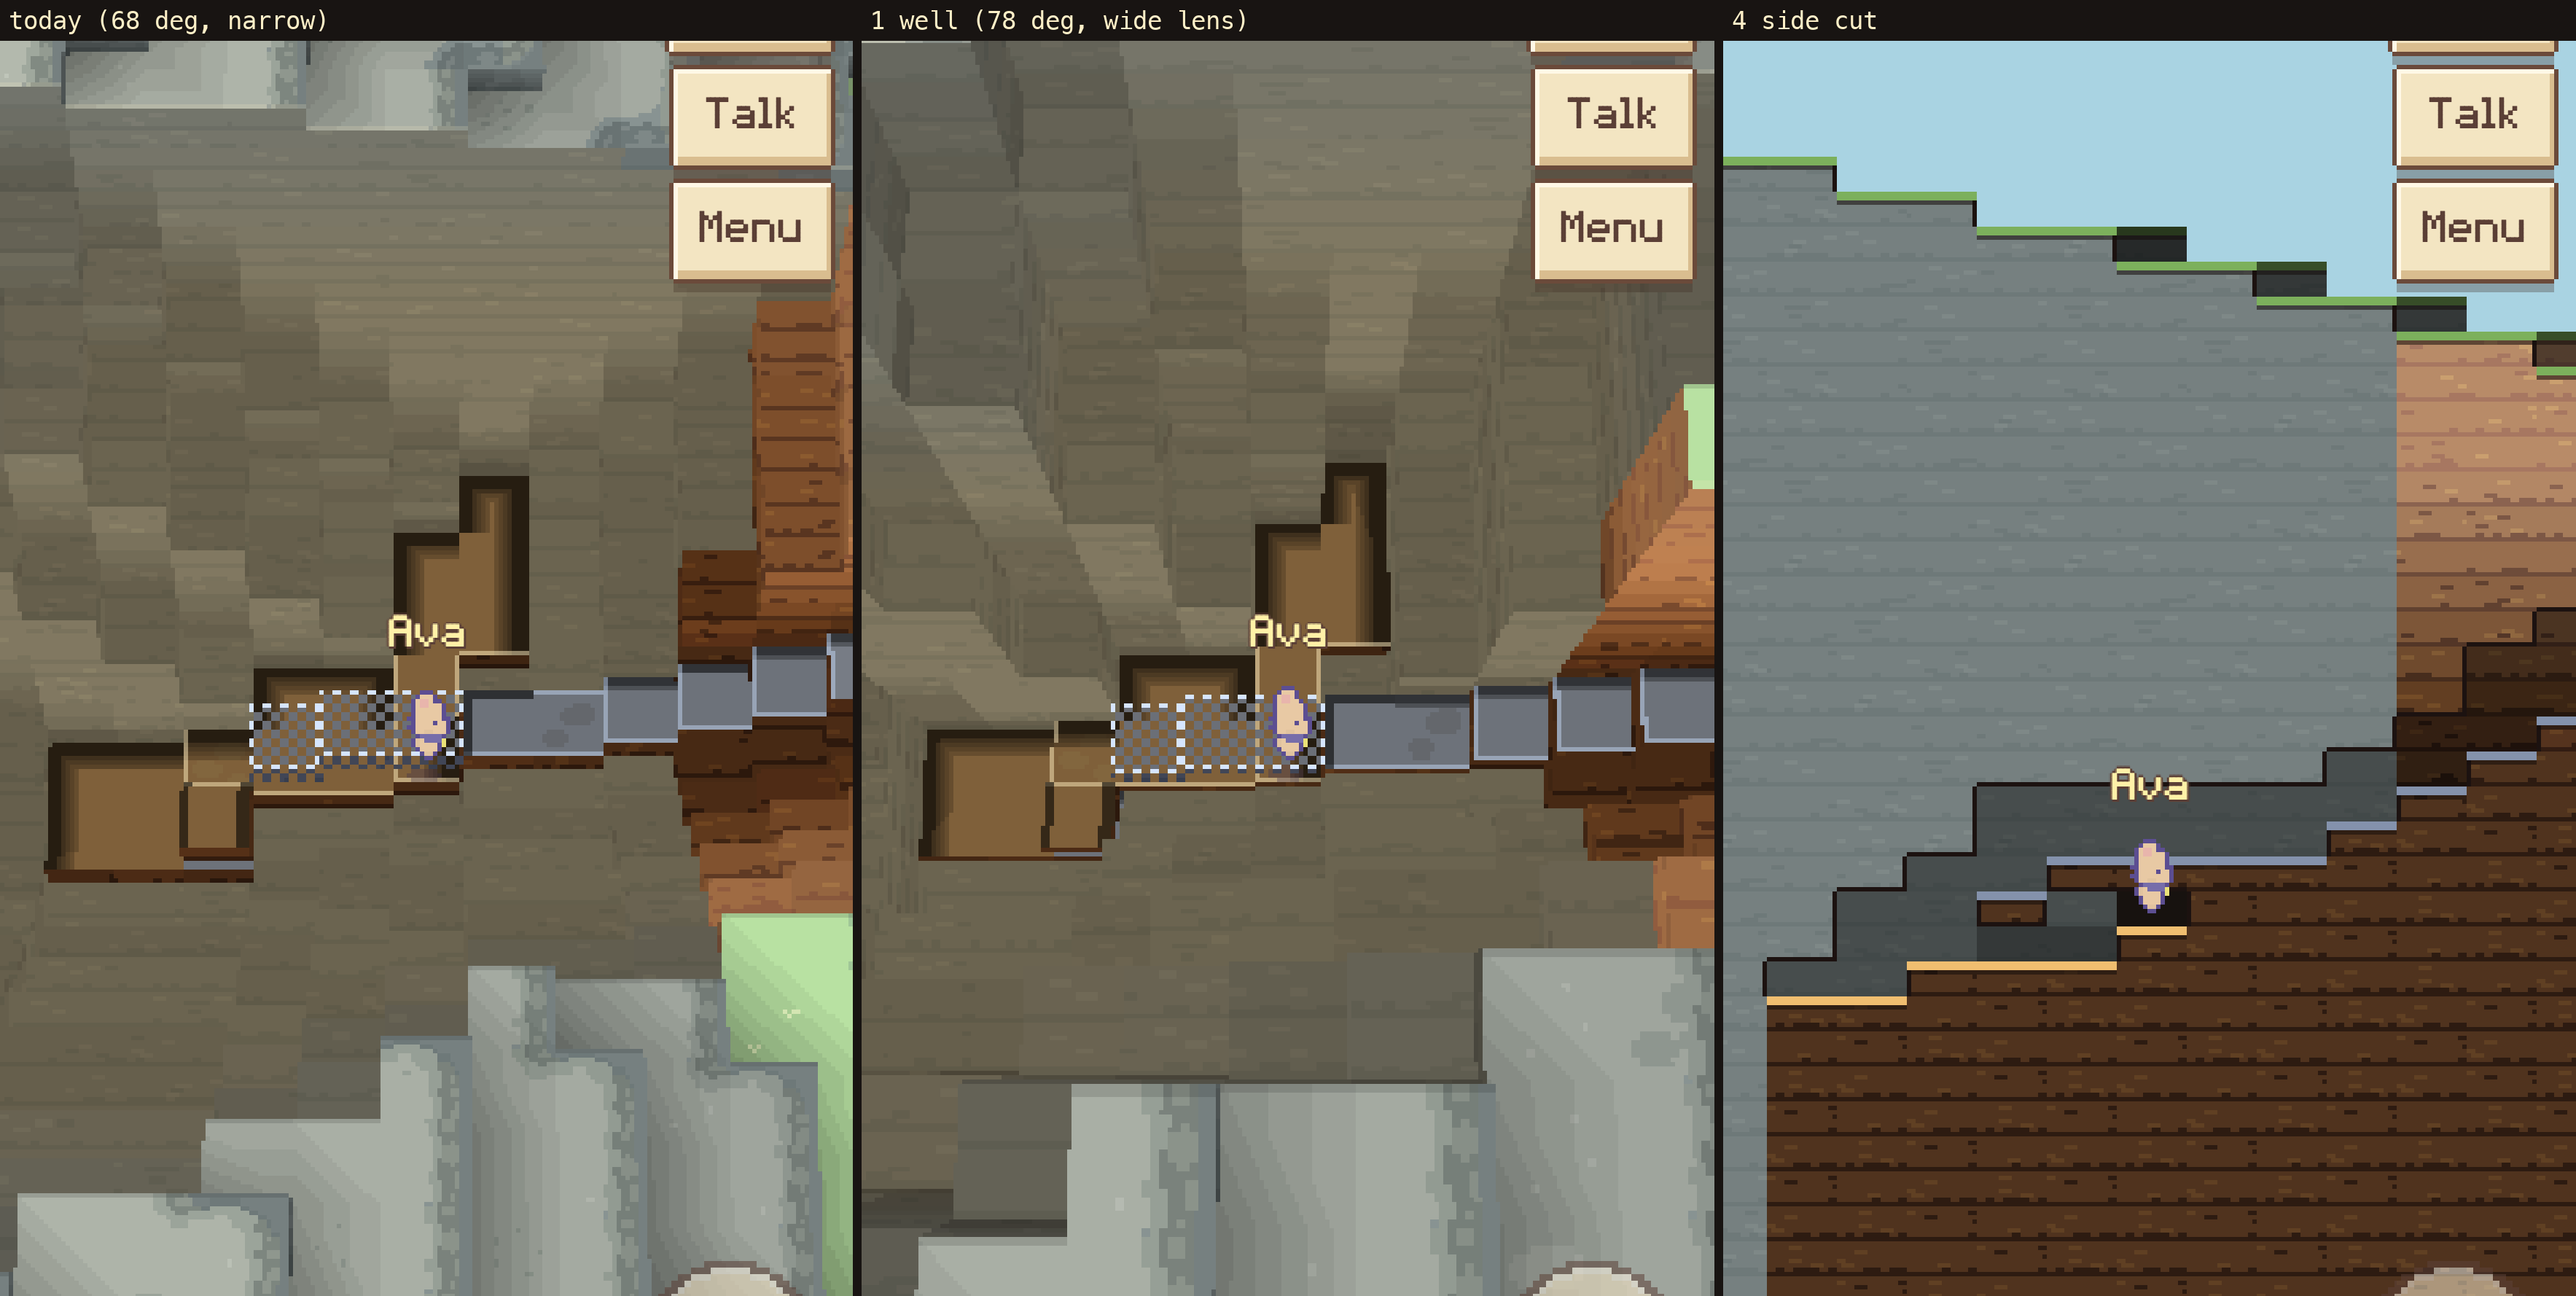 today (68 deg, narrow)
Talk
Menu
Ava
1 well (78 deg, wide lens)
Talk
Menu
Ava
4 side cut
Talk
Menu
Ava